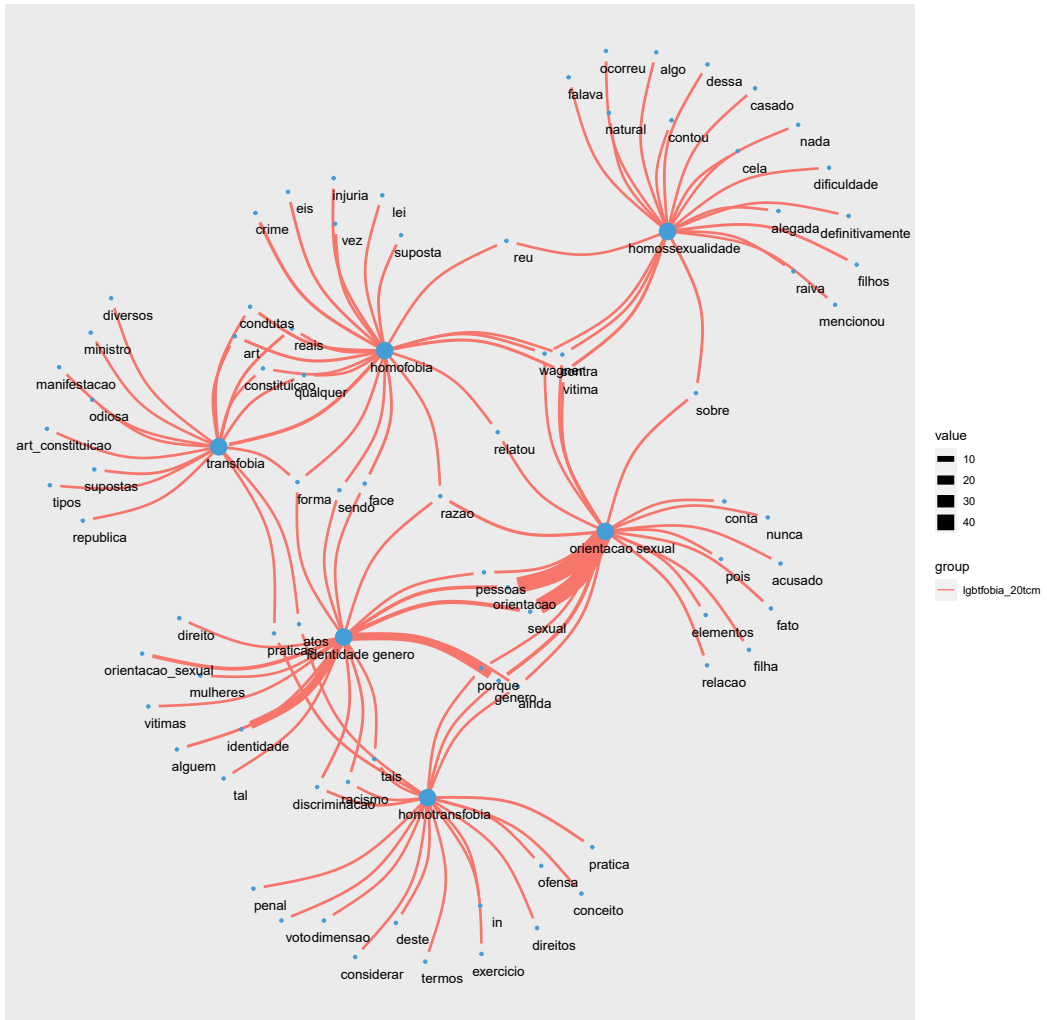 ocorreu
algo
dessa
falava
casado
natural
contou
nada
cela
dificuldade
injuria
eis
lei
crime
vez
suposta
alegada
definitivamente
reu
homossexualidade
filhos
raiva
mencionou
diversos
condutas
ministro
art
reais
homofobia
wagner
contra
manifestacao
constituicao
qualquer
vitima
odiosa
sobre
art_constituicao
transfobia
relatou
supostas
tipos
forma
sendo
face
razao
republica
conta
nunca
orientacao sexual
pois
acusado
pessoas
orientacao
sexual
fato
elementos
direito
atos
praticas
identidade genero
filha
orientacao_sexual
relacao
mulheres
porque
genero
ainda
vitimas
identidade
alguem
tal
tais
discriminacao
racismo
homotransfobia
pratica
ofensa
penal
conceito
in
voto
dimensao
deste
direitos
considerar
termos
exercicio
value
10
20
30
40
group
lgbtfobia_20tcm